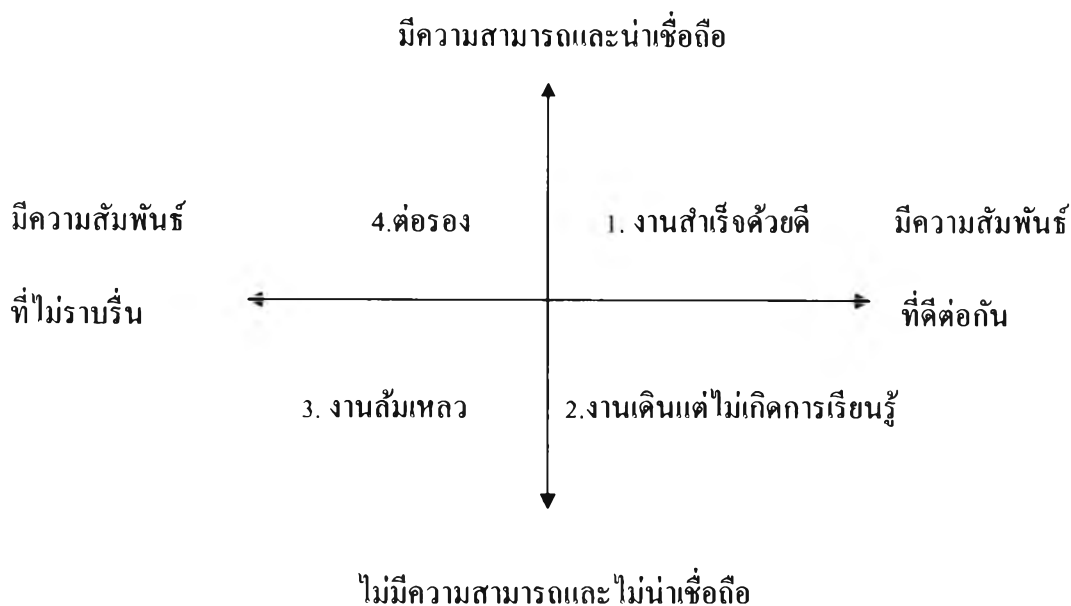 มีความสามารถและน่าเชื่อถือ
มีความสัมพันธ์ 4.ต่อรอง 1. งานสำเร็จด้วยดี มีความสัมพันธ์
ที่ไม่ราบรื่น ที่ดีต่อกัน
3. งานล้มเหลว 2.งานเดินแต่ไม่เกิดการเรียนรู้
ไม่มีความสามารถและไม่น่าเชื่อถือ